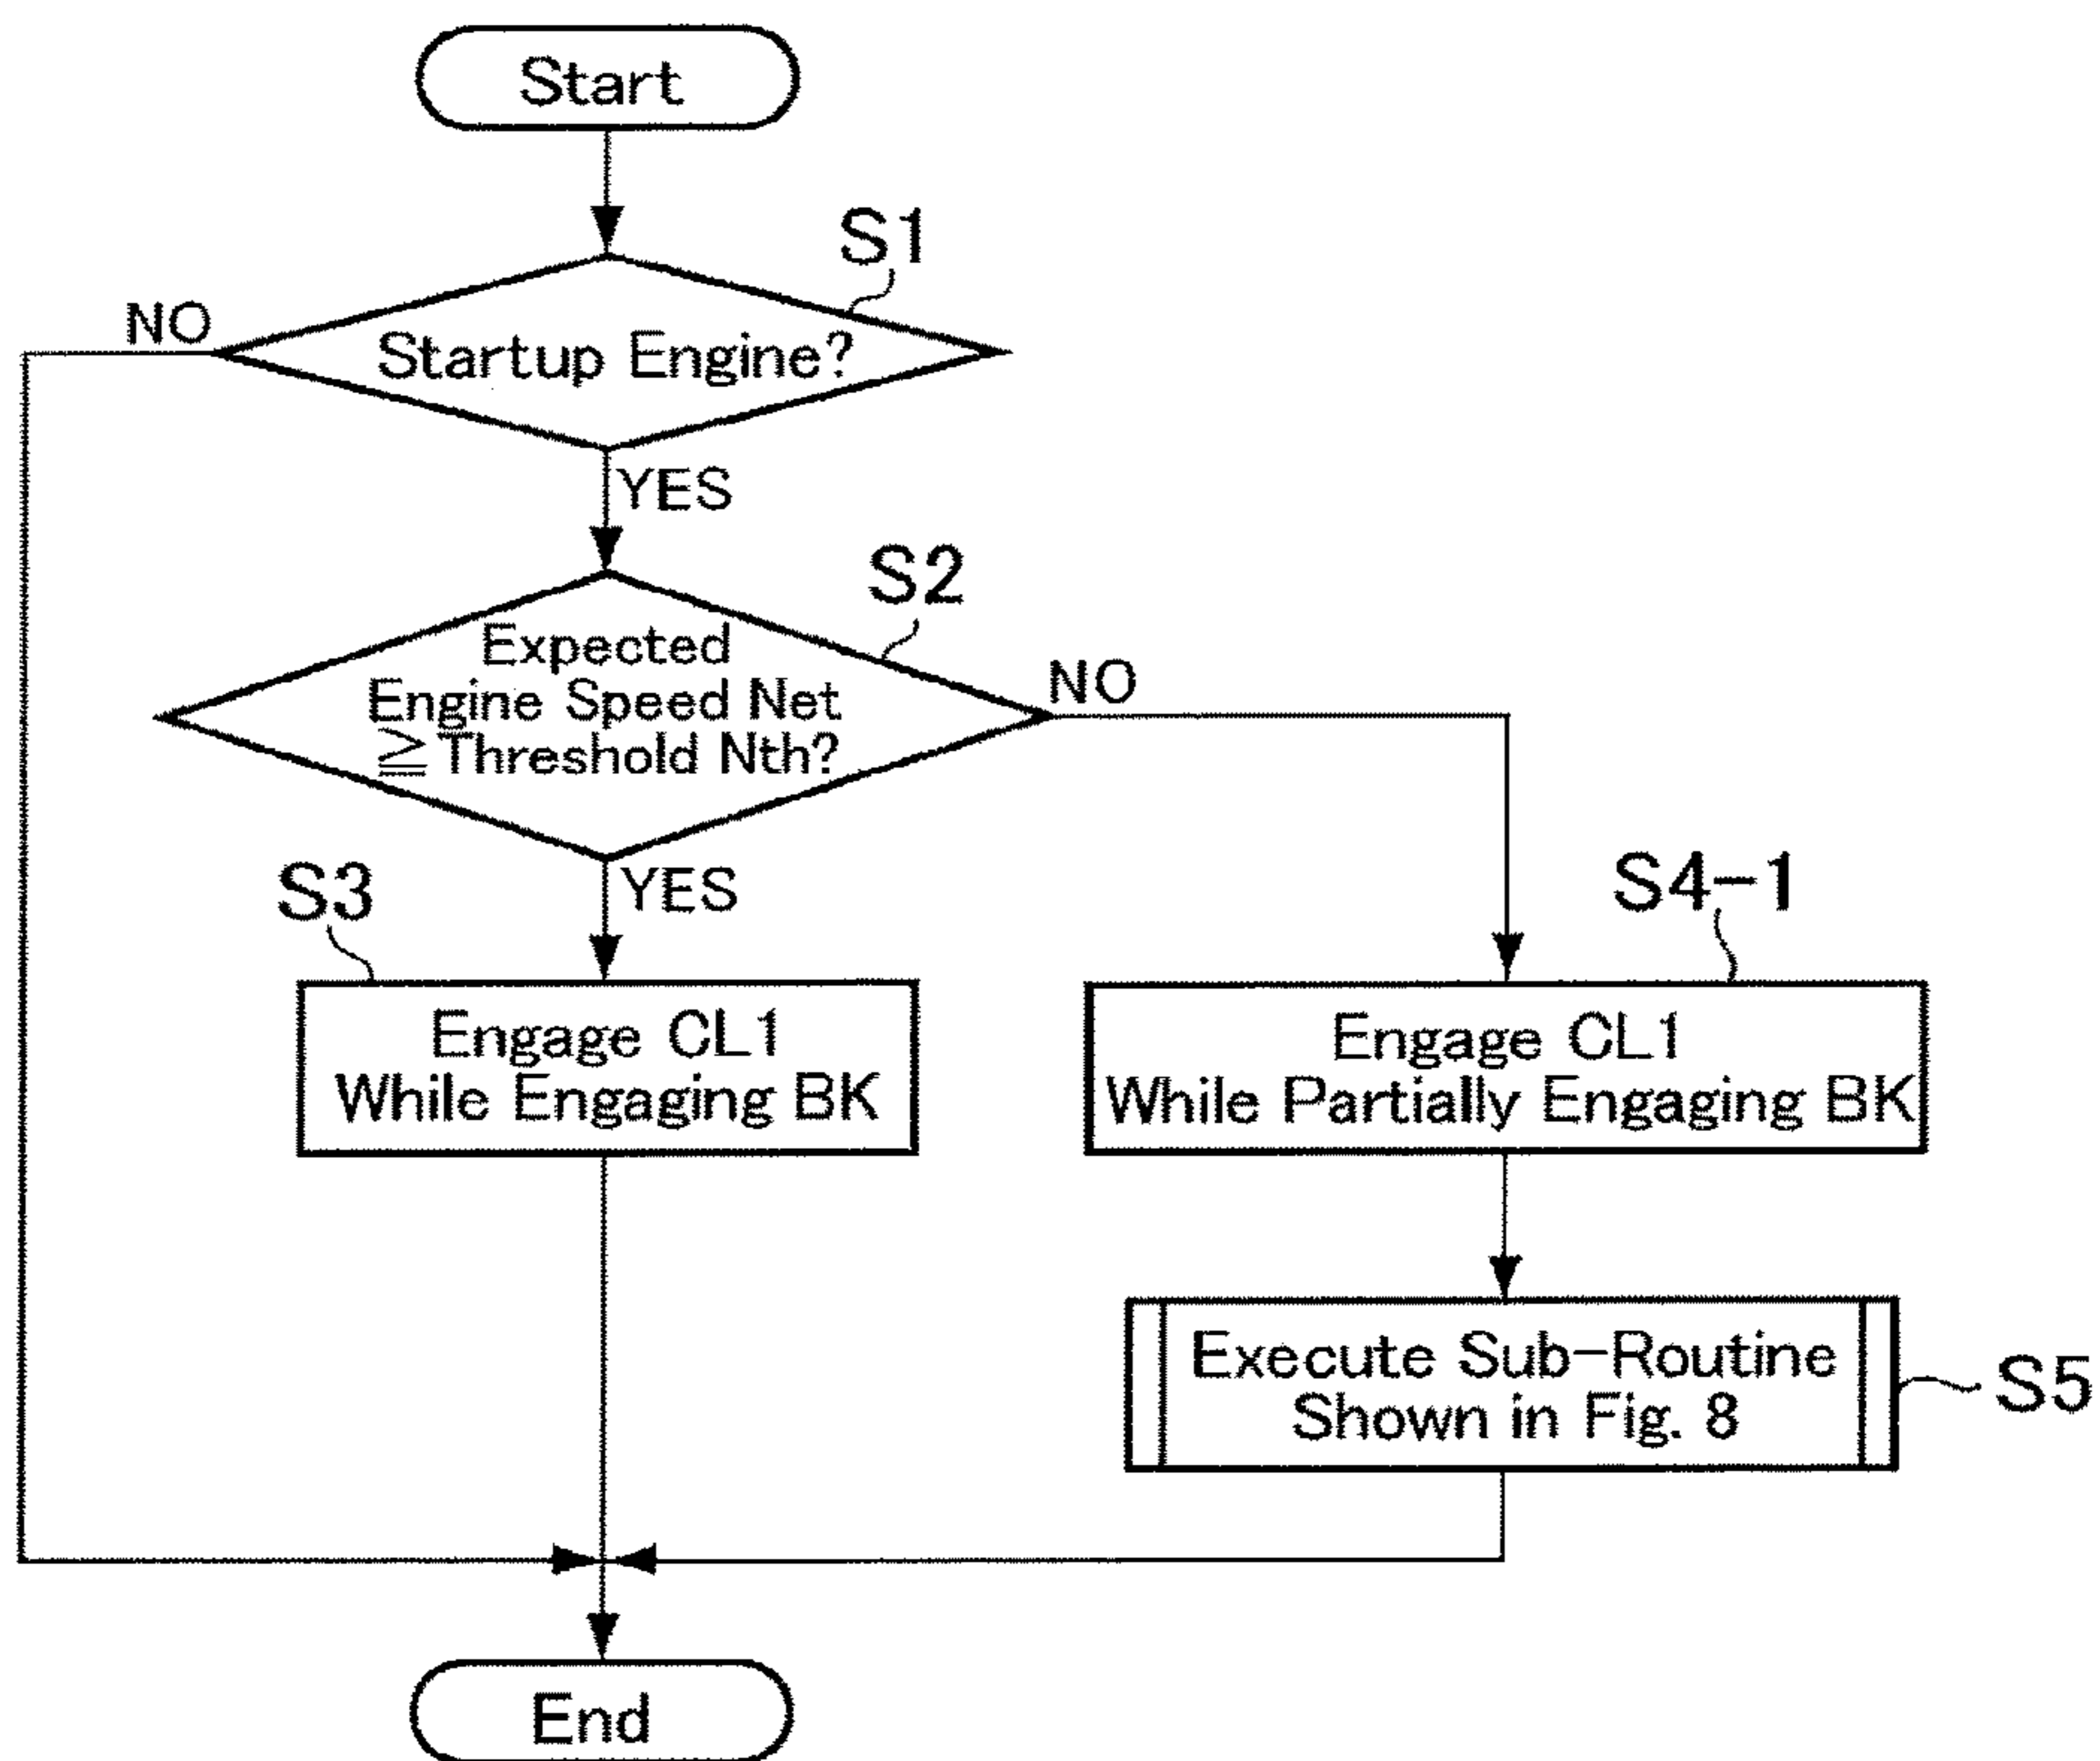 Start
S1
NO
Startup Engine?
YES
S2
Expected
Engine Speed Net
≧Threshold Nth?
NO
YES
S3
S4-1
Engage CL1
While Engaging BK
Engage CL1
While Partially Engaging BK
Execute Sub-Routine
Shown in Fig. 8
S5
End